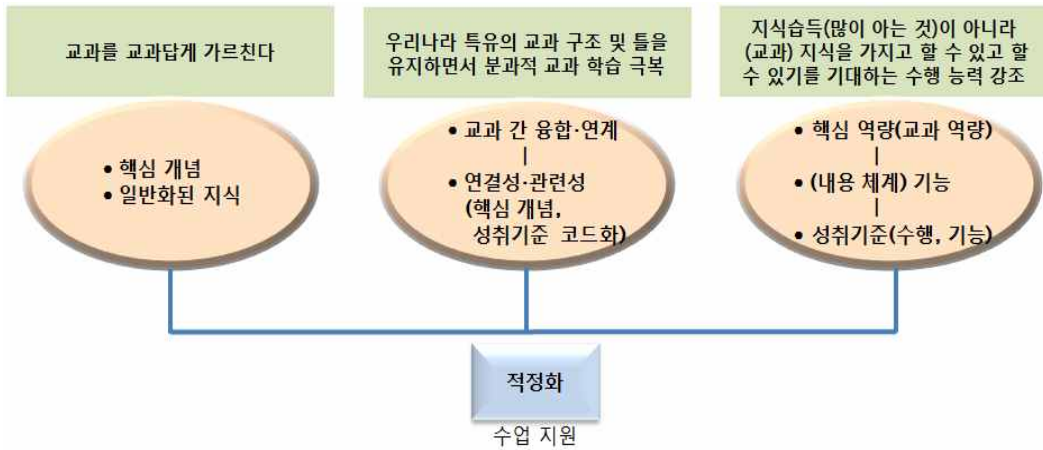 교과를 교과답게 가르친다
우리나라 특유의 교과 구조 및 틀을
유지하면서 분과적 교과 학습 극복
지식습득(많이 아는 것)이 아니라
(교과) 지식을 가지고 할 수 있고 할
수 있기를 기대하는 수행 능력 강조
• 핵심 개념
• 일반화된 지식
• 교과 간 융합·연계
|
• 연결성·관련성
(핵심 개념,
성취기준 코드화)
• 핵심 역량(교과 역량)
|
• (내용 체계) 기능
|
• 성취기준(수행, 기능)
적정화
수업 지원